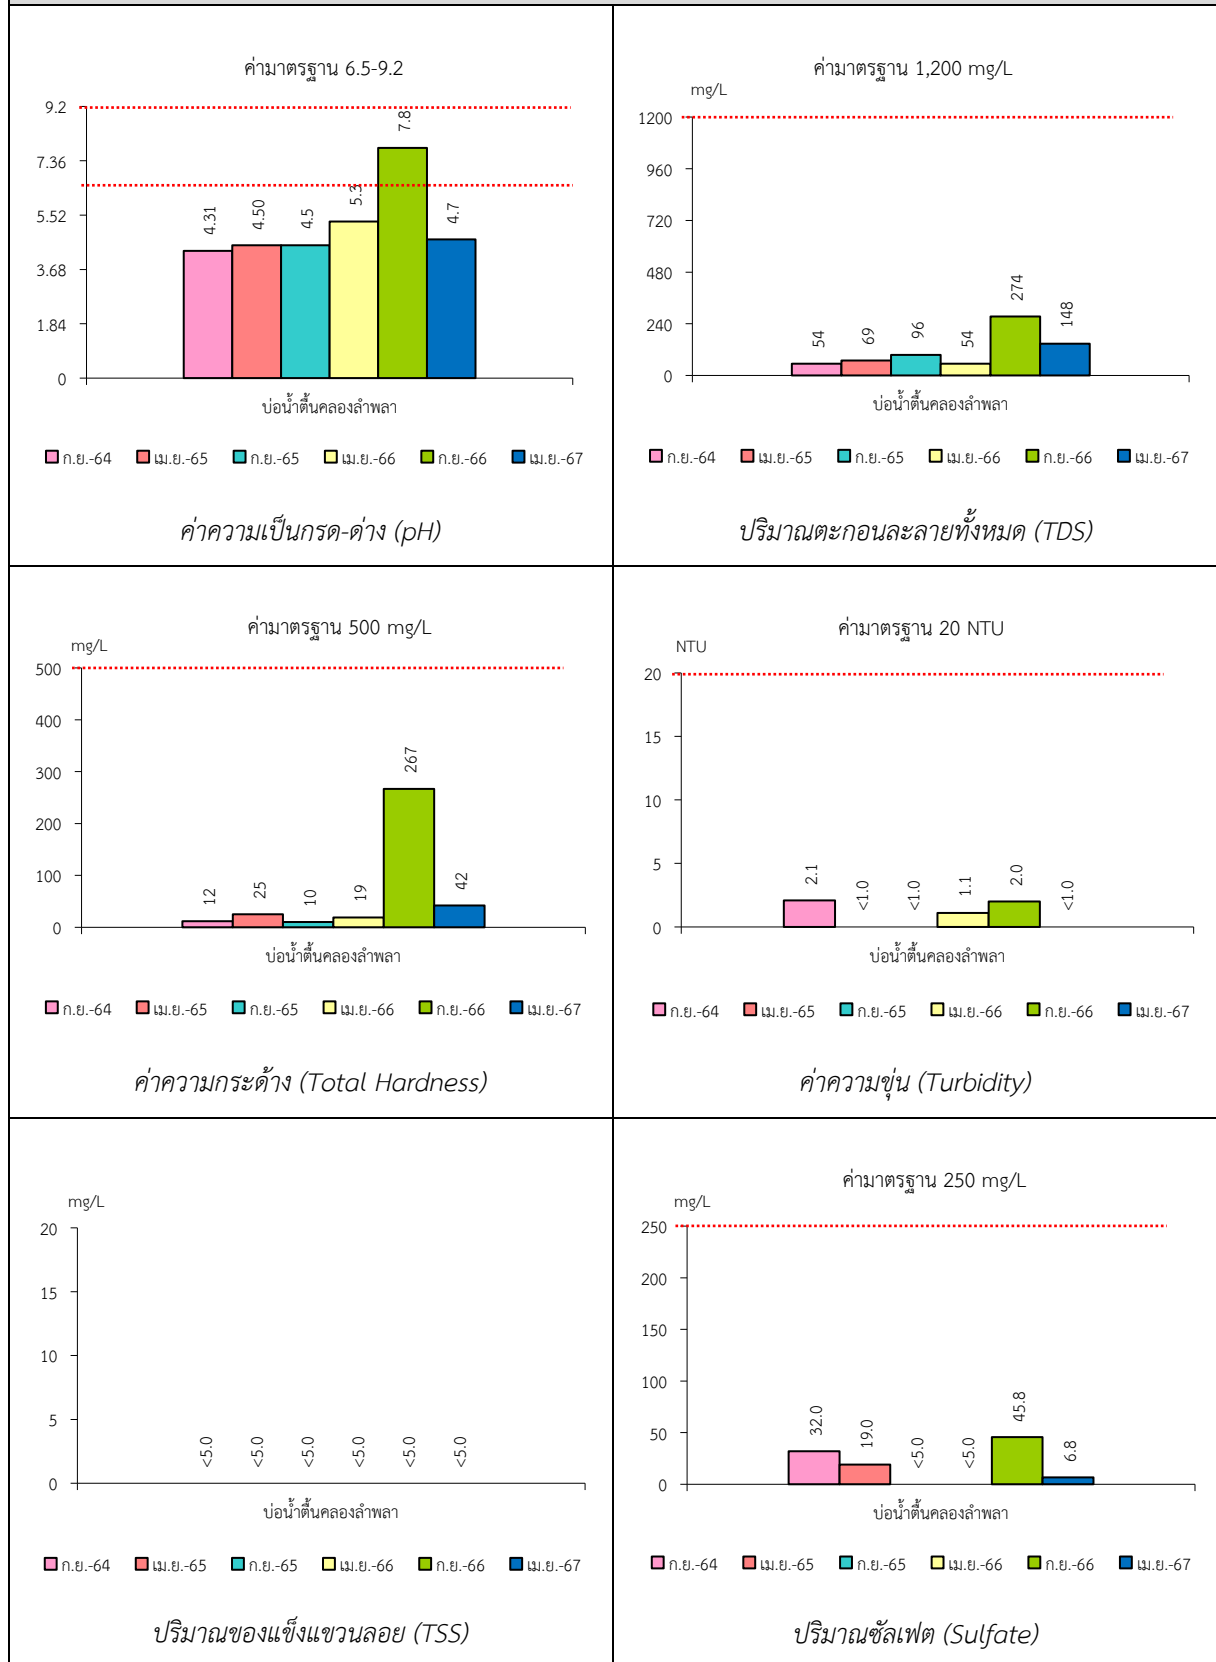 ค่ามาตรฐาน 6.5-9.2
9.2
7.36
5.52
3.68
1.84
0
4.31
4.50
4.5
5.3
7.8
4.7
บ่อน้ำตื้นคลองลำพลา
ก.ย.-64 เม.ย.-65 ก.ย.-65 เม.ย.-66 ก.ย.-66 เม.ย.-67
ค่าความเป็นกรด-ด่าง (pH)
ค่ามาตรฐาน 1,200 mg/L
mg/L
1200
960
720
480
240
0
54
69
96
54
274
148
บ่อน้ำตื้นคลองลำพลา
ก.ย.-64 เม.ย.-65 ก.ย.-65 เม.ย.-66 ก.ย.-66 เม.ย.-67
ปริมาณตะกอนละลายทั้งหมด (TDS)
ค่ามาตรฐาน 500 mg/L
mg/L
500
400
300
200
100
0
12
25
10
19
267
42
บ่อน้ำตื้นคลองลำพลา
ก.ย.-64 เม.ย.-65 ก.ย.-65 เม.ย.-66 ก.ย.-66 เม.ย.-67
ค่าความกระด้าง (Total Hardness)
ค่ามาตรฐาน 20 NTU
NTU
20
15
10
5
0
2.1
<1.0
<1.0
1.1
2.0
<1.0
บ่อน้ำตื้นคลองลำพลา
ก.ย.-64 เม.ย.-65 ก.ย.-65 เม.ย.-66 ก.ย.-66 เม.ย.-67
ค่าความขุ่น (Turbidity)
mg/L
20
15
10
5
0
<5.0
<5.0
<5.0
<5.0
<5.0
<5.0
บ่อน้ำตื้นคลองลำพลา
ก.ย.-64 เม.ย.-65 ก.ย.-65 เม.ย.-66 ก.ย.-66 เม.ย.-67
ปริมาณของแข็งแขวนลอย (TSS)
ค่ามาตรฐาน 250 mg/L
mg/L
250
200
150
100
50
0
32.0
19.0
<5.0
<5.0
45.8
6.8
บ่อน้ำตื้นคลองลำพลา
ก.ย.-64 เม.ย.-65 ก.ย.-65 เม.ย.-66 ก.ย.-66 เม.ย.-67
ปริมาณซัลเฟต (Sulfate)